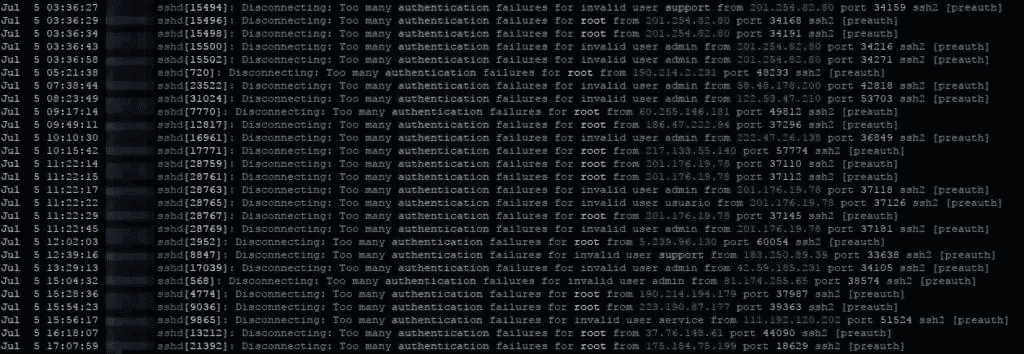 Jul 5 03:36:27 sshd[15494]: Disconnecting: Too many authentication failures for invalid user support from 201.254.82.80 port 34159 ssh2 [preauth]
Jul 5 03:36:32 sshd[15496]: Disconnecting: Too many authentication failures for root from 201.254.82.80 port 34168 ssh2 [preauth]
Jul 5 03:36:34 sshd[15498]: Disconnecting: Too many authentication failures for root from 201.254.82.80 port 34191 ssh2 [preauth]
Jul 5 03:36:43 sshd[15500]: Disconnecting: Too many authentication failures for invalid user admin from 201.254.82.80 port 34216 ssh2 [preauth]
Jul 5 03:36:58 sshd[15502]: Disconnecting: Too many authentication failures for invalid user admin from 201.254.82.80 port 34271 ssh2 [preauth]
Jul 5 05:21:38 sshd[720]: Disconnecting: Too many authentication failures for root from 190.214.2.231 port 48233 ssh2 [preauth]
Jul 5 07:38:44 sshd[23522]: Disconnecting: Too many authentication failures for invalid user admin from 58.48.178.200 port 42818 ssh2 [preauth]
Jul 5 08:23:49 sshd[31024]: Disconnecting: Too many authentication failures for invalid user admin from 122.53.47.210 port 53703 ssh2 [preauth]
Jul 5 09:17:14 sshd[7770]: Disconnecting: Too many authentication failures for root from 60.255.146.181 port 49812 ssh2 [preauth]
Jul 5 09:49:11 sshd[12817]: Disconnecting: Too many authentication failures for root from 186.47.222.94 port 37296 ssh2 [preauth]
Jul 5 10:10:30 sshd[16961]: Disconnecting: Too many authentication failures for invalid user admin from 222.47.26.138 port 36849 ssh2 [preauth]
Jul 5 10:15:42 sshd[17771]: Disconnecting: Too many authentication failures for root from 217.133.55.140 port 57774 ssh2 [preauth]
Jul 5 11:22:14 sshd[28759]: Disconnecting: Too many authentication failures for root from 201.176.19.78 port 37110 ssh2 [preauth]
Jul 5 11:22:15 sshd[28761]: Disconnecting: Too many authentication failures for root from 201.176.19.78 port 37112 ssh2 [preauth]
Jul 5 11:22:17 sshd[28763]: Disconnecting: Too many authentication failures for invalid user admin from 201.176.19.78 port 37118 ssh2 [preauth]
Jul 5 11:22:22 sshd[28765]: Disconnecting: Too many authentication failures for invalid user usuario from 201.176.19.78 port 37126 ssh2 [preauth]
Jul 5 11:22:29 sshd[28767]: Disconnecting: Too many authentication failures for root from 201.176.19.78 port 37145 ssh2 [preauth]
Jul 5 11:22:45 sshd[28769]: Disconnecting: Too many authentication failures for invalid user admin from 201.176.19.78 port 37181 ssh2 [preauth]
Jul 5 12:02:03 sshd[2952]: Disconnecting: Too many authentication failures for root from 5.239.96.130 port 60054 ssh2 [preauth]
Jul 5 12:39:16 sshd[8847]: Disconnecting: Too many authentication failures for invalid user support from 183.250.89.39 port 33638 ssh2 [preauth]
Jul 5 13:29:13 sshd[17039]: Disconnecting: Too many authentication failures for invalid user admin from 42.59.185.231 port 34105 ssh2 [preauth]
Jul 5 15:04:32 sshd[568]: Disconnecting: Too many authentication failures for invalid user admin from 81.174.255.65 port 38574 ssh2 [preauth]
Jul 5 15:28:36 sshd[4774]: Disconnecting: Too many authentication failures for root from 190.214.194.179 port 37987 ssh2 [preauth]
Jul 5 15:54:23 sshd[9036]: Disconnecting: Too many authentication failures for root from 223.190.87.177 port 39363 ssh2 [preauth]
Jul 5 15:56:17 sshd[9865]: Disconnecting: Too many authentication failures for invalid user service from 111.192.120.202 port 51524 ssh2 [preauth]
Jul 5 16:18:07 sshd[13212]: Disconnecting: Too many authentication failures for root from 37.76.148.61 port 44090 ssh2 [preauth]
Jul 5 17:07:59 sshd[21392]: Disconnecting: Too many authentication failures for root from 175.154.75.199 port 18629 ssh2 [preauth]